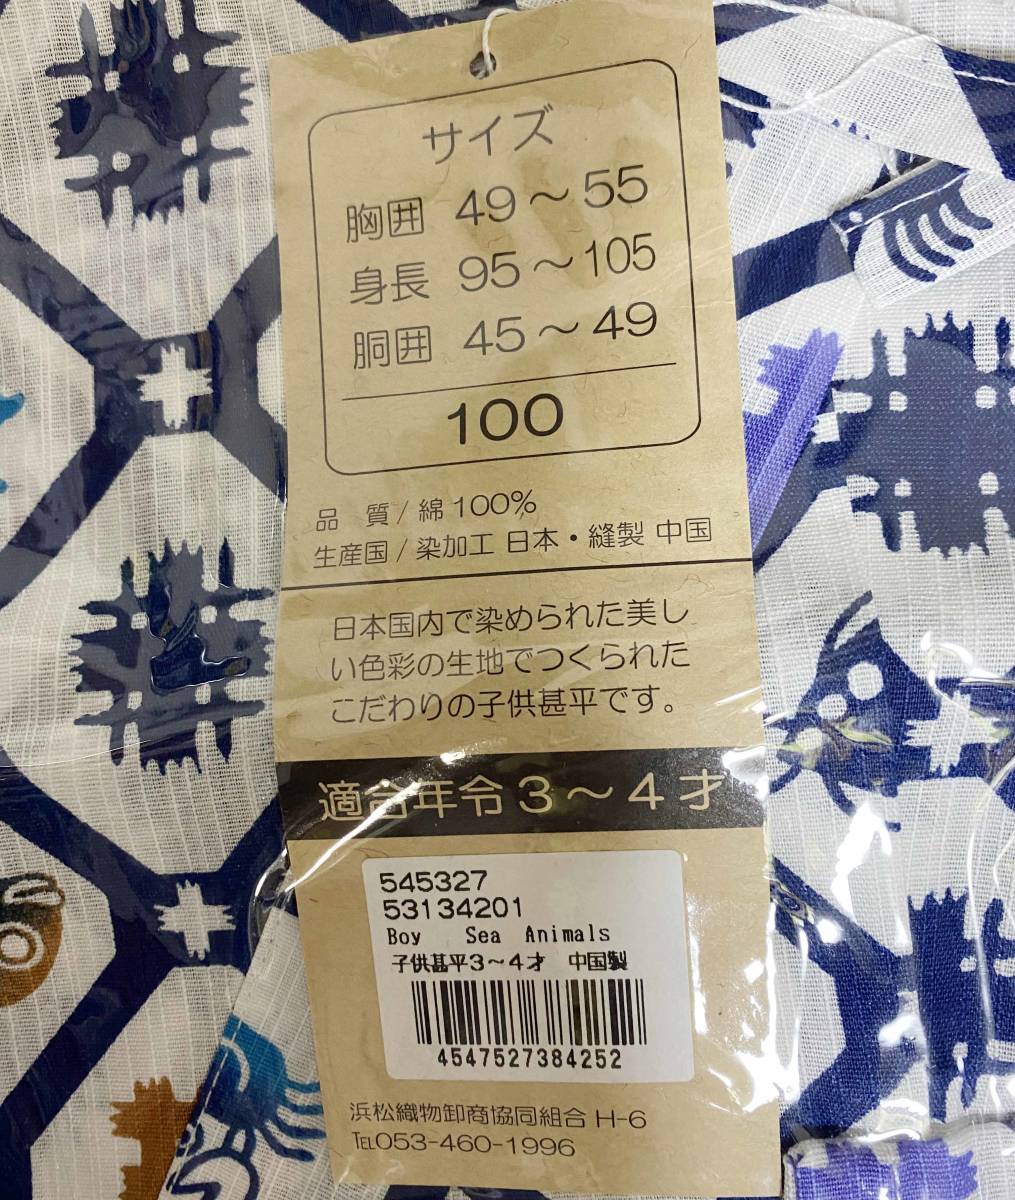 サイズ
胸囲 49～55
身長 95～105
胴囲 45～49
100
品 質/綿100%
生産国/染加工 日本・縫製 中国
日本国内で染められた美し
い色彩の生地でつくられた
こだわりの子供甚平です。
適合年令3～4才
545327
53134201
Boy Sea Animals
子供甚平3～4才 中国製
4547527384252
浜松織物卸商協同組合 H-6
TEL053-460-1996